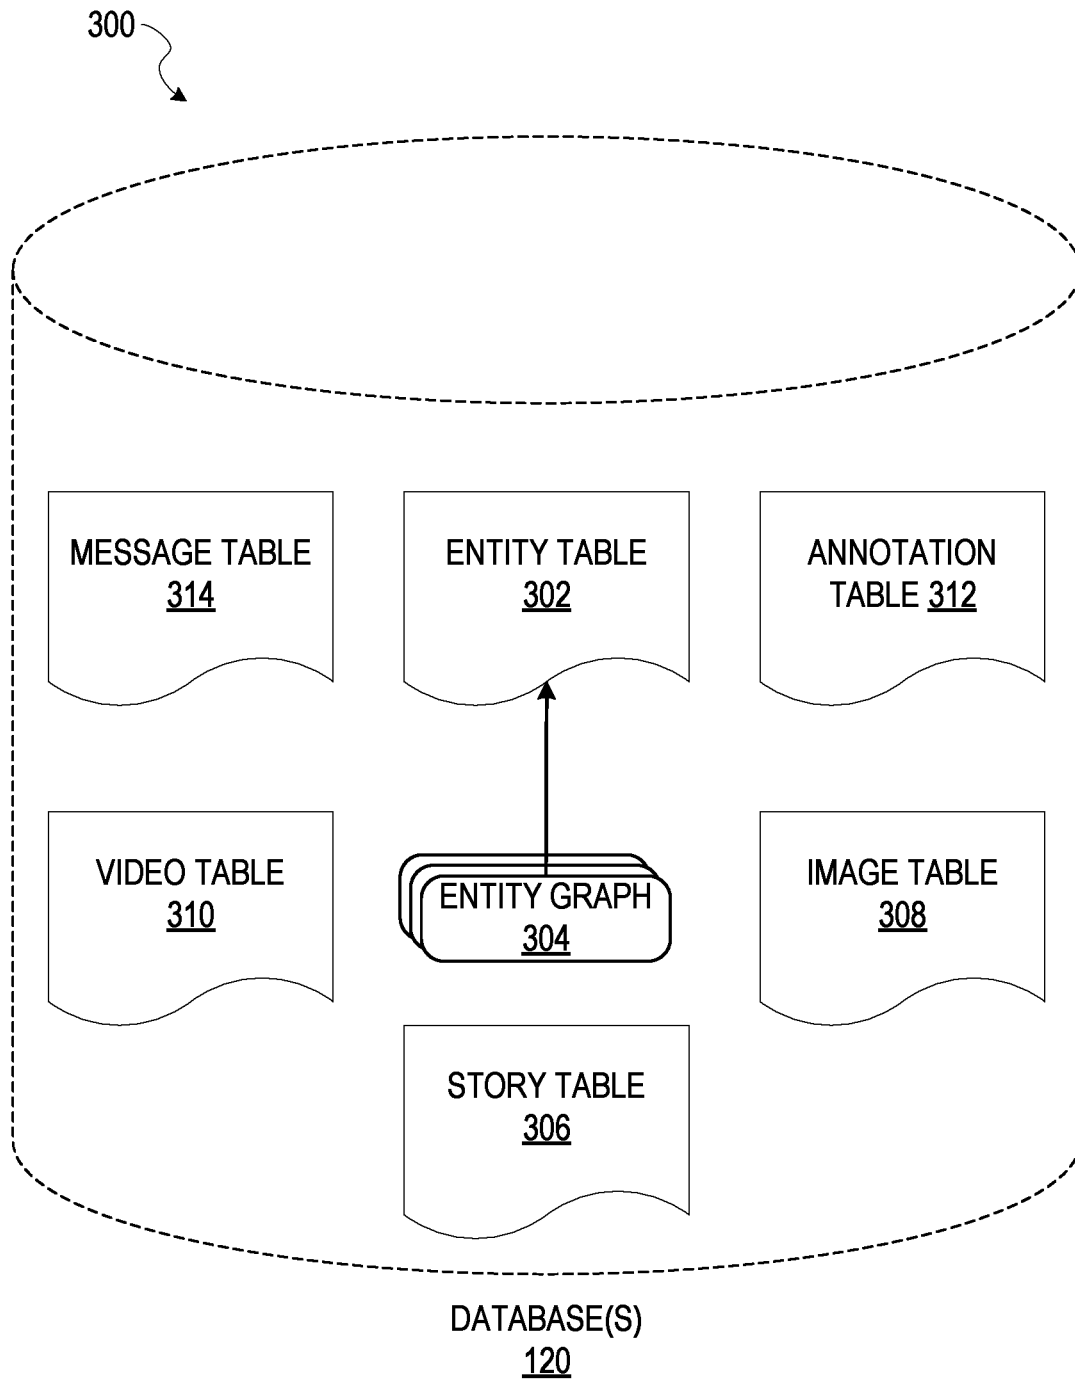 300
MESSAGE TABLE
314
ENTITY TABLE
302
ANNOTATION
TABLE 312
VIDEO TABLE
310
ENTITY GRAPH
304
IMAGE TABLE
308
STORY TABLE
306
DATABASE(S)
120